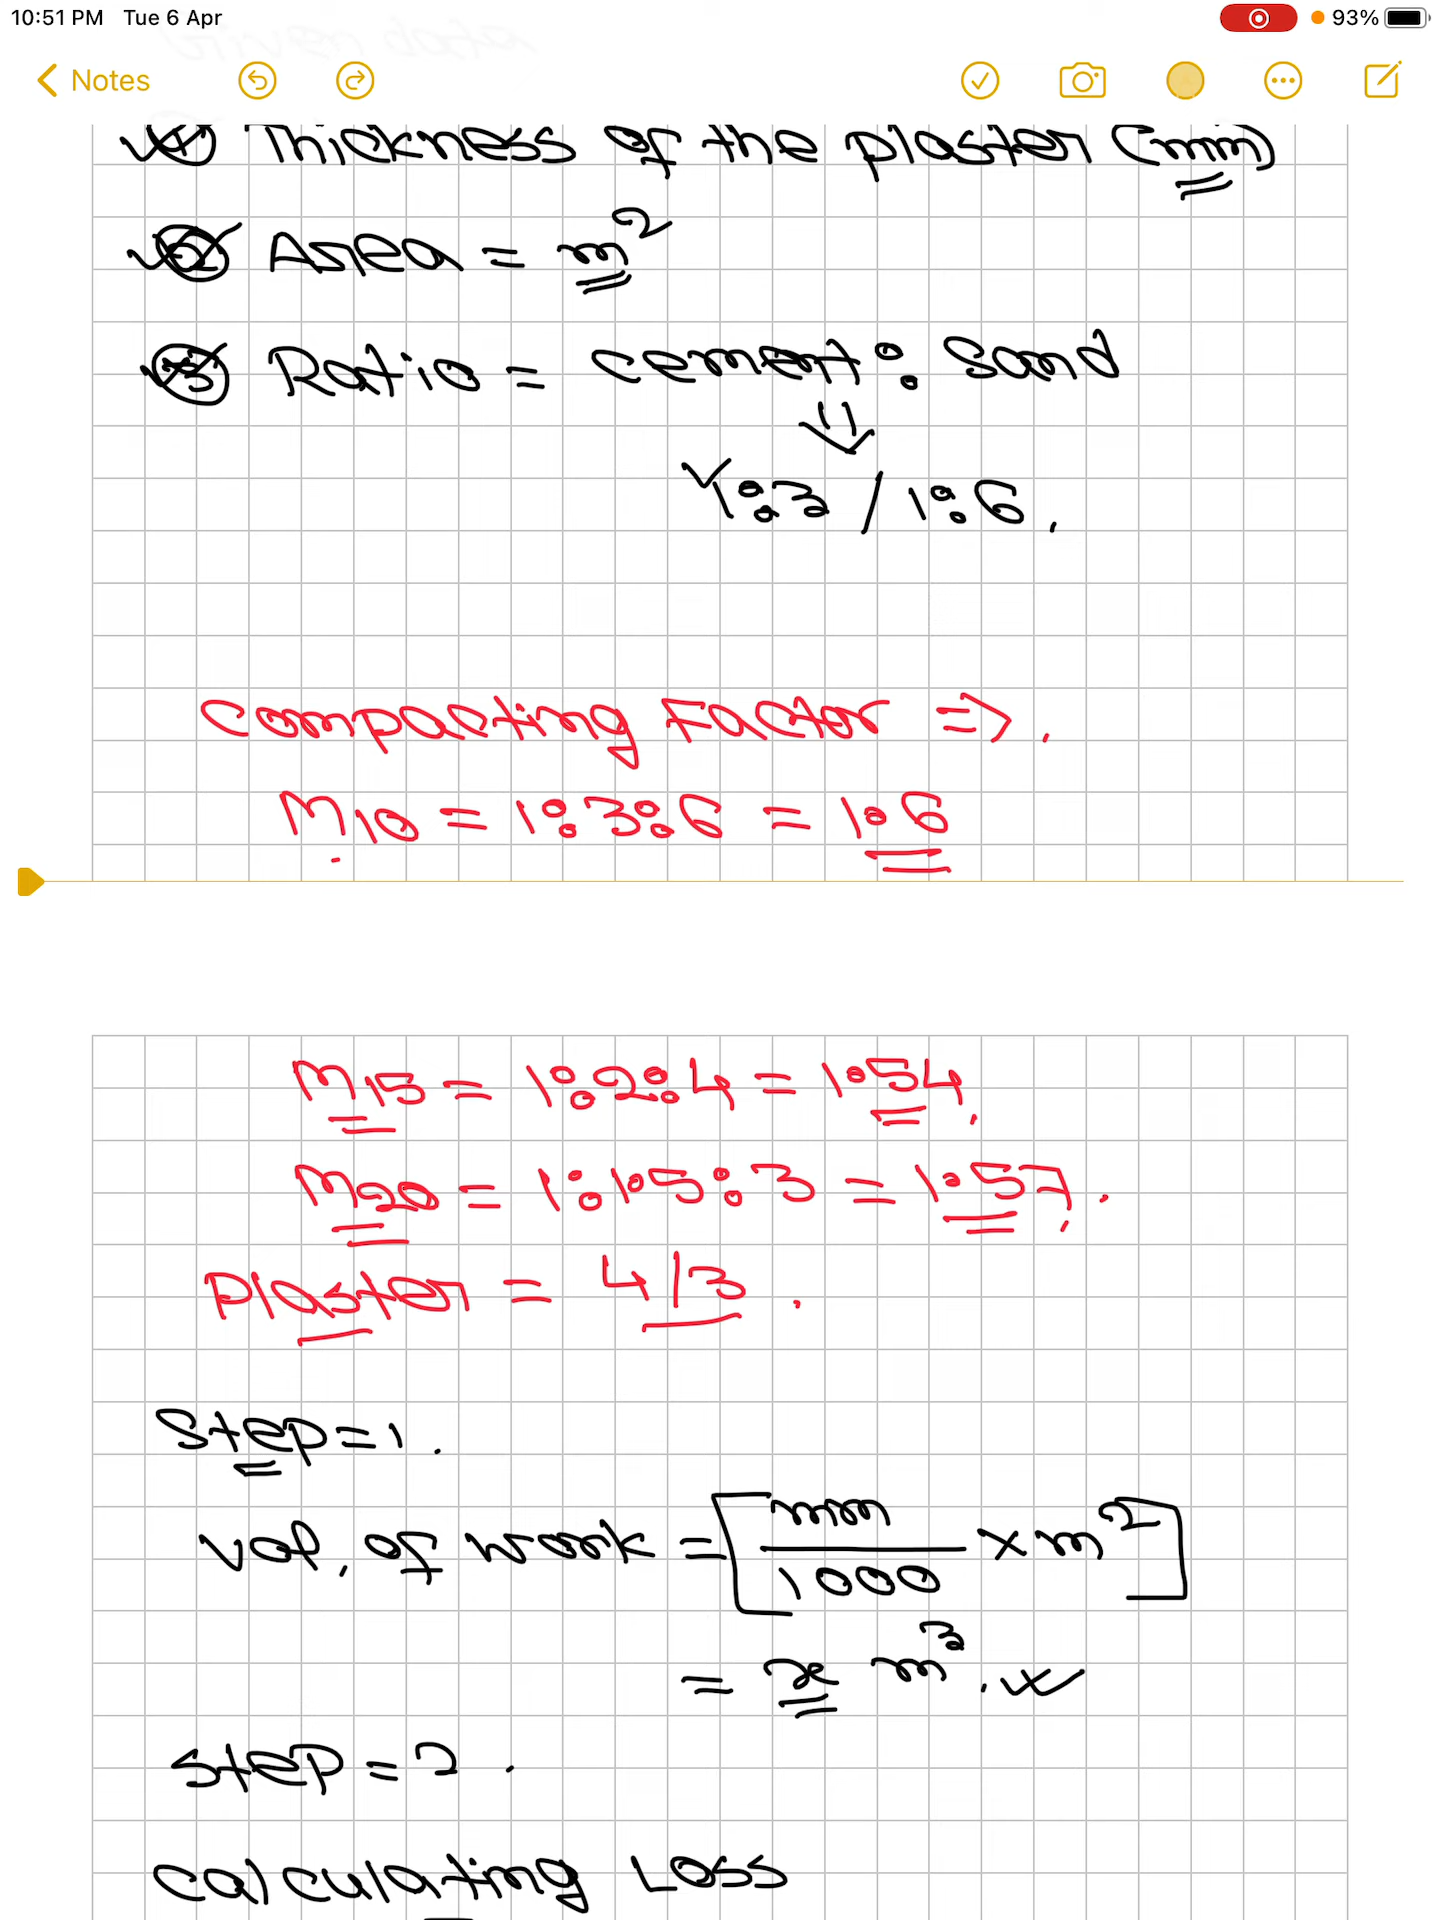 10:51 PM Tue 6 Apr 93%
Notes
① Thickness of the plaster (mm)
② Area = m²
③ Ratio = cement : Sand
1:3 / 1:6.
compacting Factor ⇒.
M10 = 1:3:6 = 1.6
M15 = 1:2:4 = 1.54.
M20 = 1:1.5:3 = 1.57.
Plaster = 4/3.
Step = 1.
Vol. of work = [mm/1000 × m²]
= x m³.
Step = 2.
calculating Loss